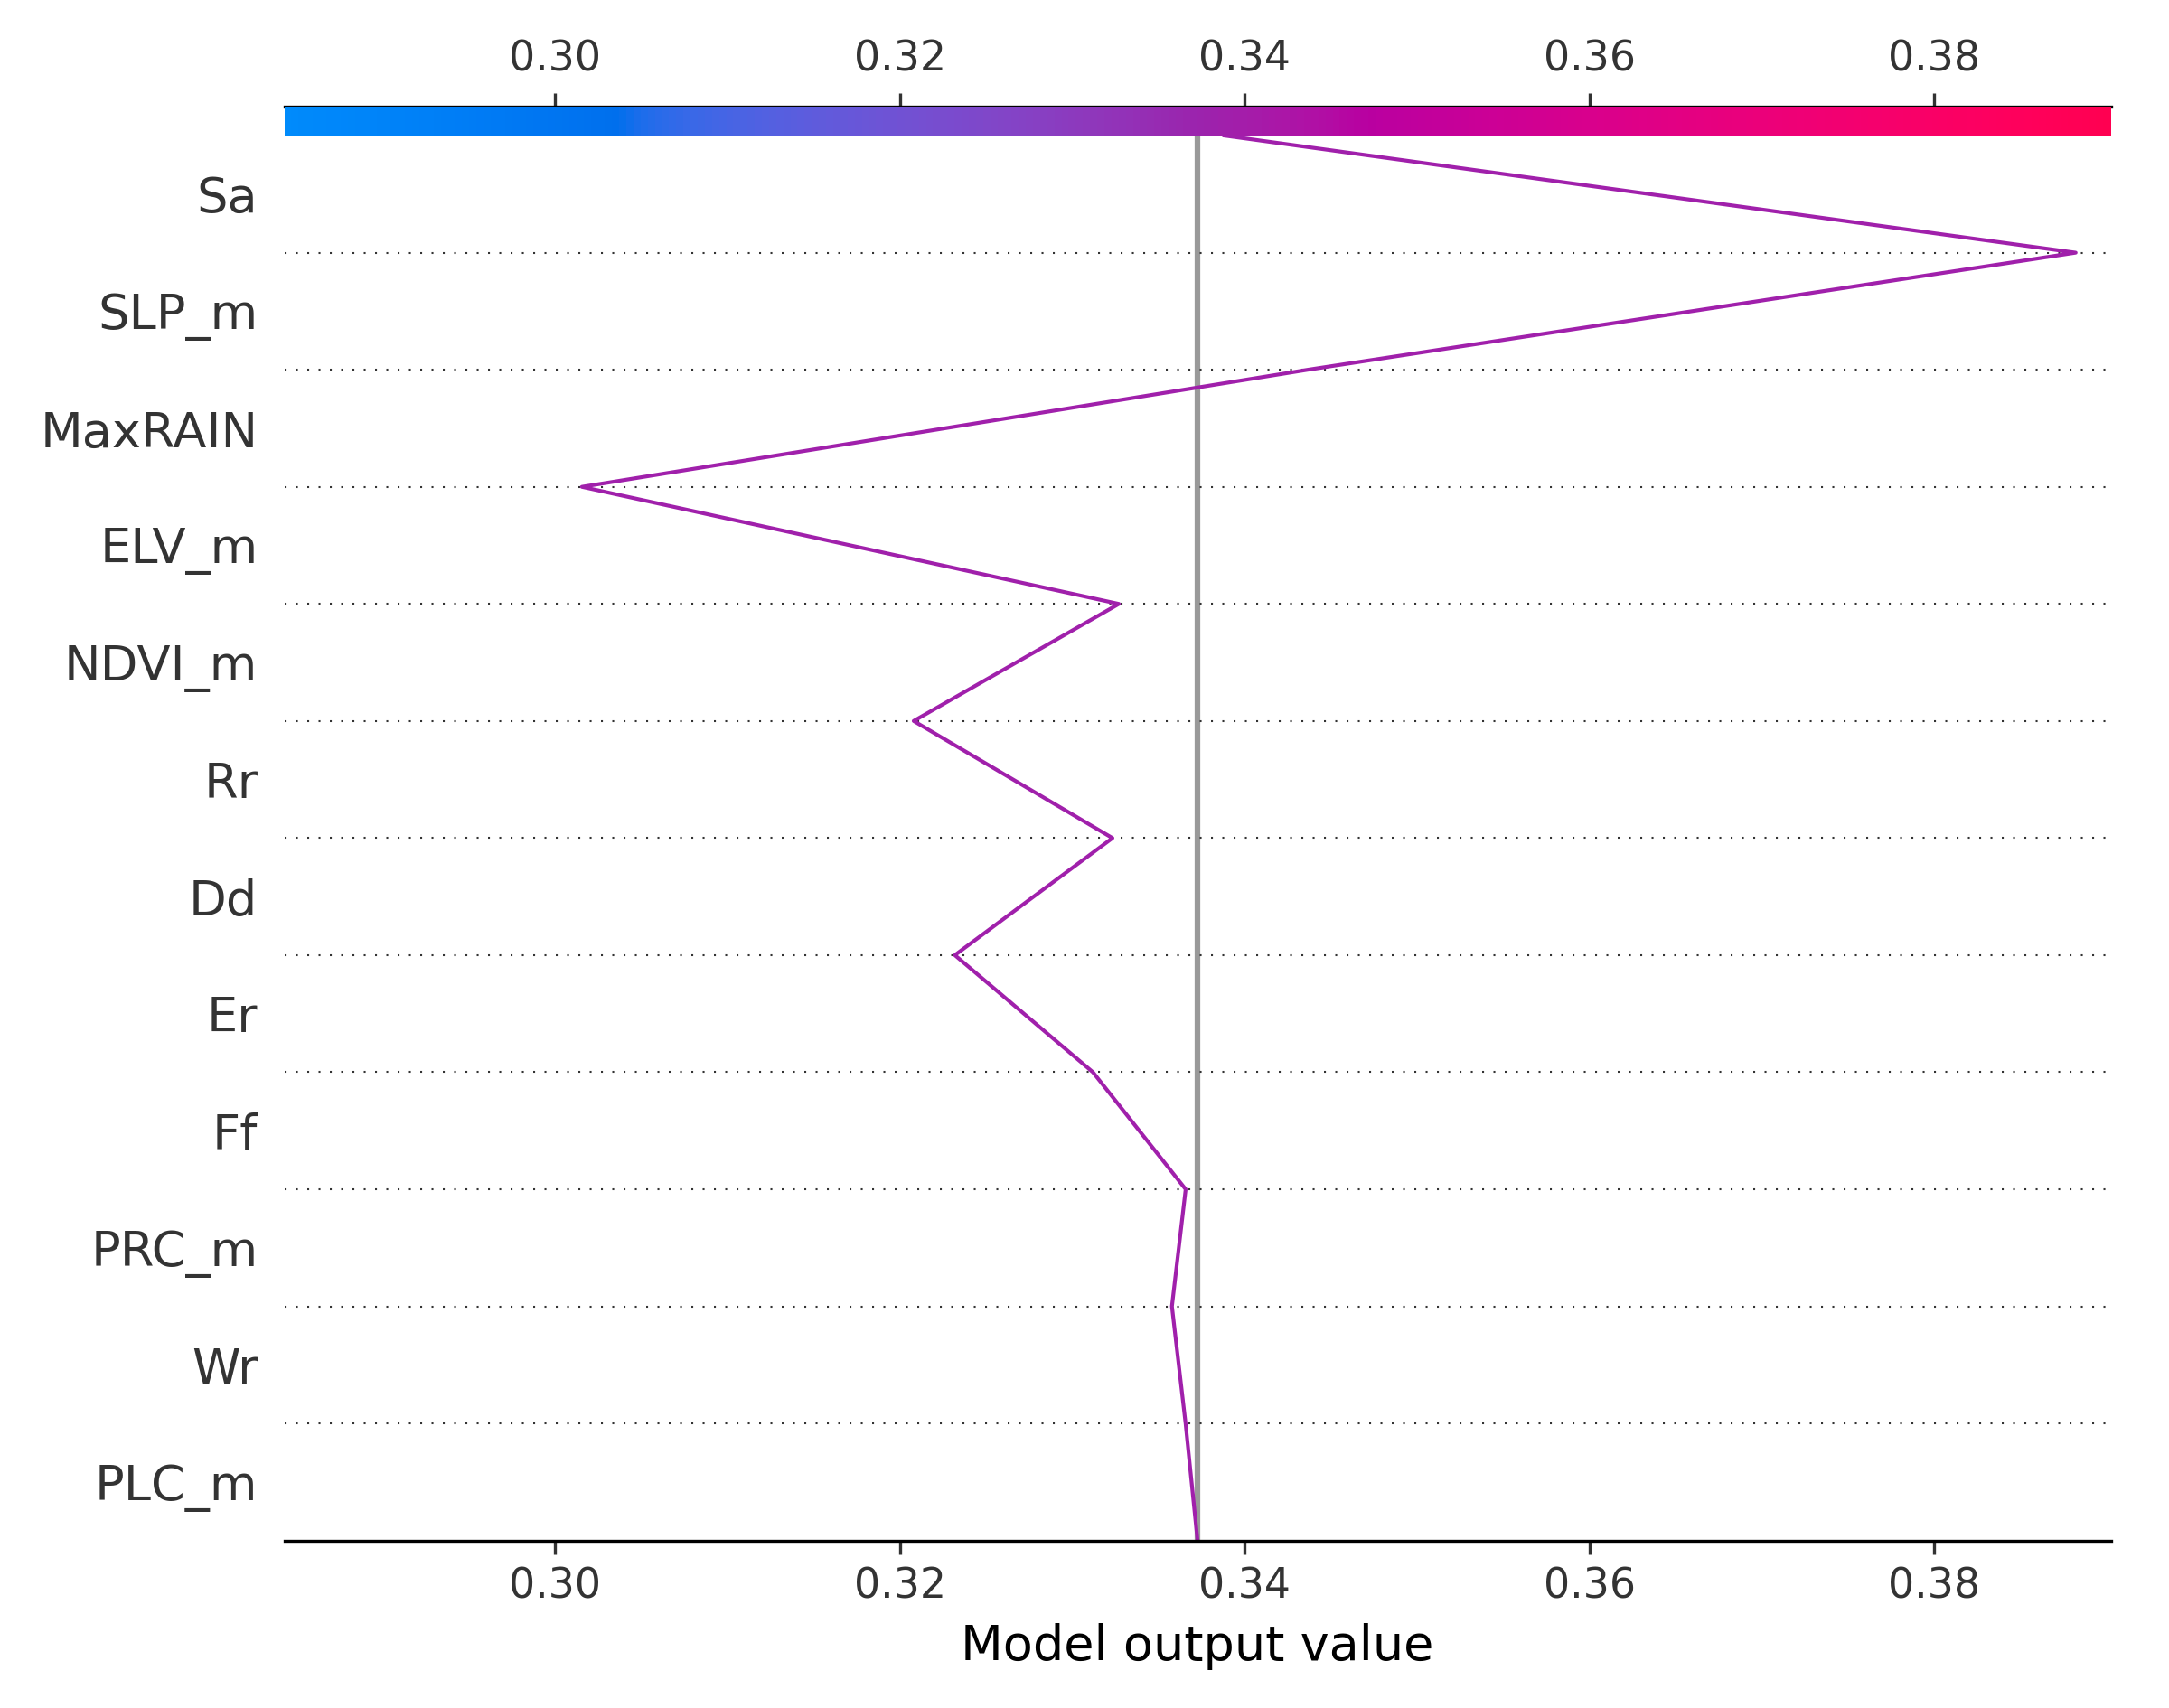 0.30 0.32 0.34 0.36 0.38
Sa
SLP_m
MaxRAIN
ELV_m
NDVI_m
Rr
Dd
Er
Ff
PRC_m
Wr
PLC_m
0.30 0.32 0.34 0.36 0.38
Model output value